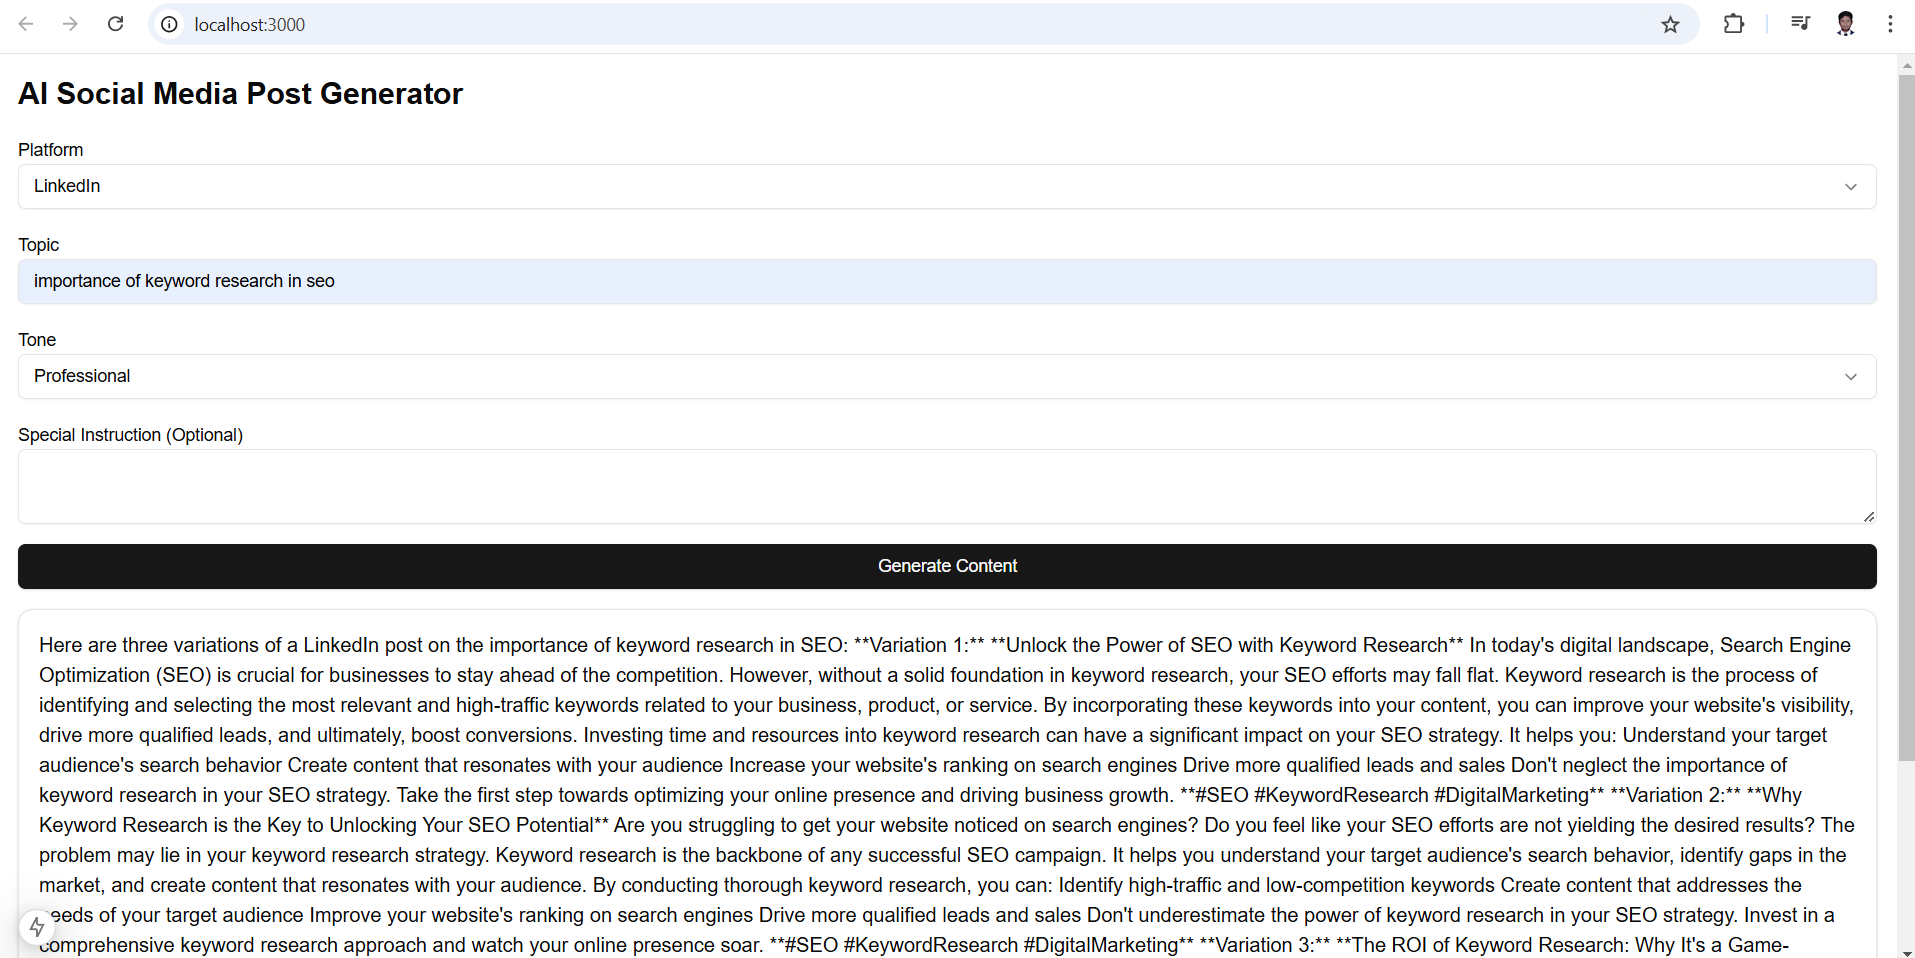 localhost:3000
AI Social Media Post Generator
Platform
LinkedIn
Topic
importance of keyword research in seo
Tone
Professional
Special Instruction (Optional)
Generate Content
Here are three variations of a LinkedIn post on the importance of keyword research in SEO: **Variation 1:** **Unlock the Power of SEO with Keyword Research** In today's digital landscape, Search Engine
Optimization (SEO) is crucial for businesses to stay ahead of the competition. However, without a solid foundation in keyword research, your SEO efforts may fall flat. Keyword research is the process of
identifying and selecting the most relevant and high-traffic keywords related to your business, product, or service. By incorporating these keywords into your content, you can improve your website's visibility,
drive more qualified leads, and ultimately, boost conversions. Investing time and resources into keyword research can have a significant impact on your SEO strategy. It helps you: Understand your target
audience's search behavior Create content that resonates with your audience Increase your website's ranking on search engines Drive more qualified leads and sales Don't neglect the importance of
keyword research in your SEO strategy. Take the first step towards optimizing your online presence and driving business growth. **#SEO #KeywordResearch #DigitalMarketing** **Variation 2:** **Why
Keyword Research is the Key to Unlocking Your SEO Potential** Are you struggling to get your website noticed on search engines? Do you feel like your SEO efforts are not yielding the desired results? The
problem may lie in your keyword research strategy. Keyword research is the backbone of any successful SEO campaign. It helps you understand your target audience's search behavior, identify gaps in the
market, and create content that resonates with your audience. By conducting thorough keyword research, you can: Identify high-traffic and low-competition keywords Create content that addresses the
needs of your target audience Improve your website's ranking on search engines Drive more qualified leads and sales Don't underestimate the power of keyword research in your SEO strategy. Invest in a
comprehensive keyword research approach and watch your online presence soar. **#SEO #KeywordResearch #DigitalMarketing** **Variation 3:** **The ROI of Keyword Research: Why It's a Game-